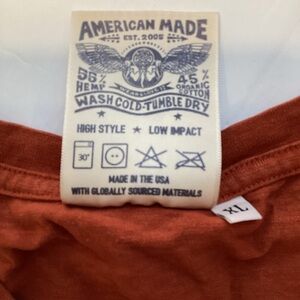 AMERICAN MADE
EST. 2005
55% HEMP
45% ORGANIC COTTON
WASH COLD-TUMBLE DRY
HIGH STYLE ★ LOW IMPACT
30°
MADE IN THE USA
WITH GLOBALLY SOURCED MATERIALS
XL